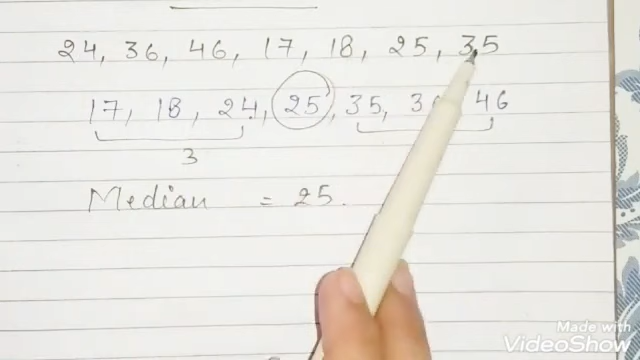 24, 36, 46, 17, 18, 25, 35
17, 18, 24, 25, 35, 46
3
Median = 25.
Made with
VideoShow